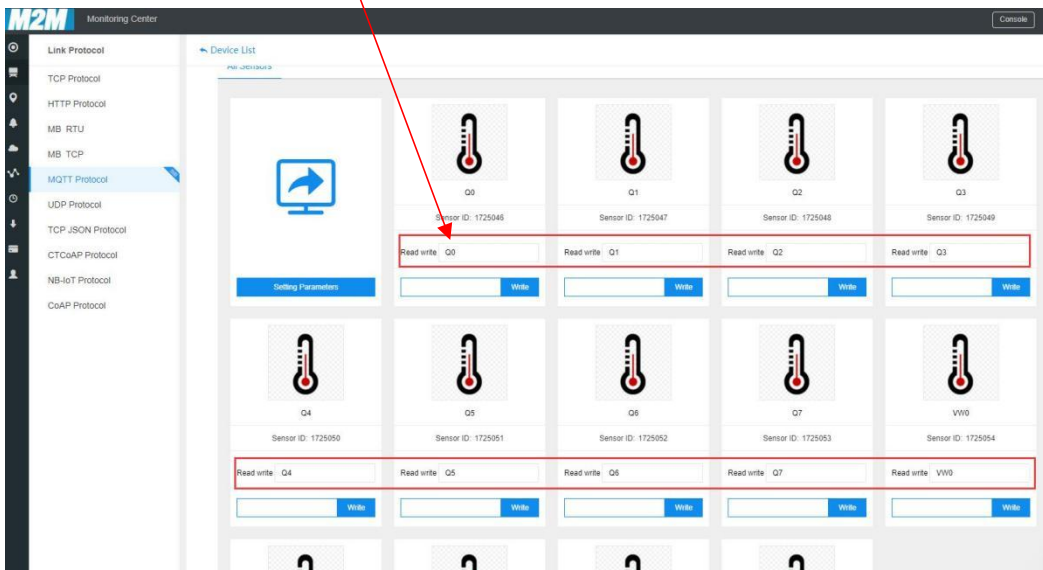 M2M Monitoring Center Console
Link Protocol
TCP Protocol
HTTP Protocol
MB RTU
MB TCP
MQTT Protocol
UDP Protocol
TCP JSON Protocol
CTCoAP Protocol
NB-IoT Protocol
CoAP Protocol
Device List
All Sensors
Setting Parameters
Q0 Q1 Q2 Q3
Sensor ID: 1725046 Sensor ID: 1725047 Sensor ID: 1725048 Sensor ID: 1725049
Read write Q0 Read write Q1 Read write Q2 Read write Q3
Write Write Write Write
Q4 Q5 Q6 Q7 VW0
Sensor ID: 1725050 Sensor ID: 1725051 Sensor ID: 1725052 Sensor ID: 1725053 Sensor ID: 1725054
Read write Q4 Read write Q5 Read write Q6 Read write Q7 Read write VW0
Write Write Write Write Write